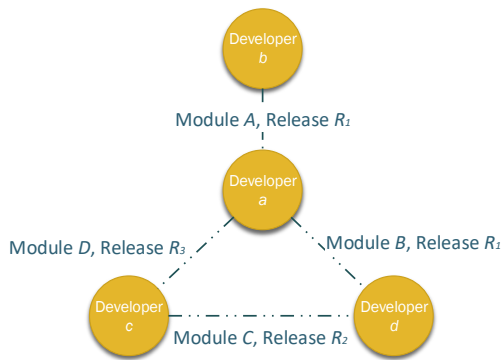 Developer
b
Module A, Release R₁
Developer
a
Module D, Release R₃
Module B, Release R₁
Developer
c
Developer
d
Module C, Release R₂